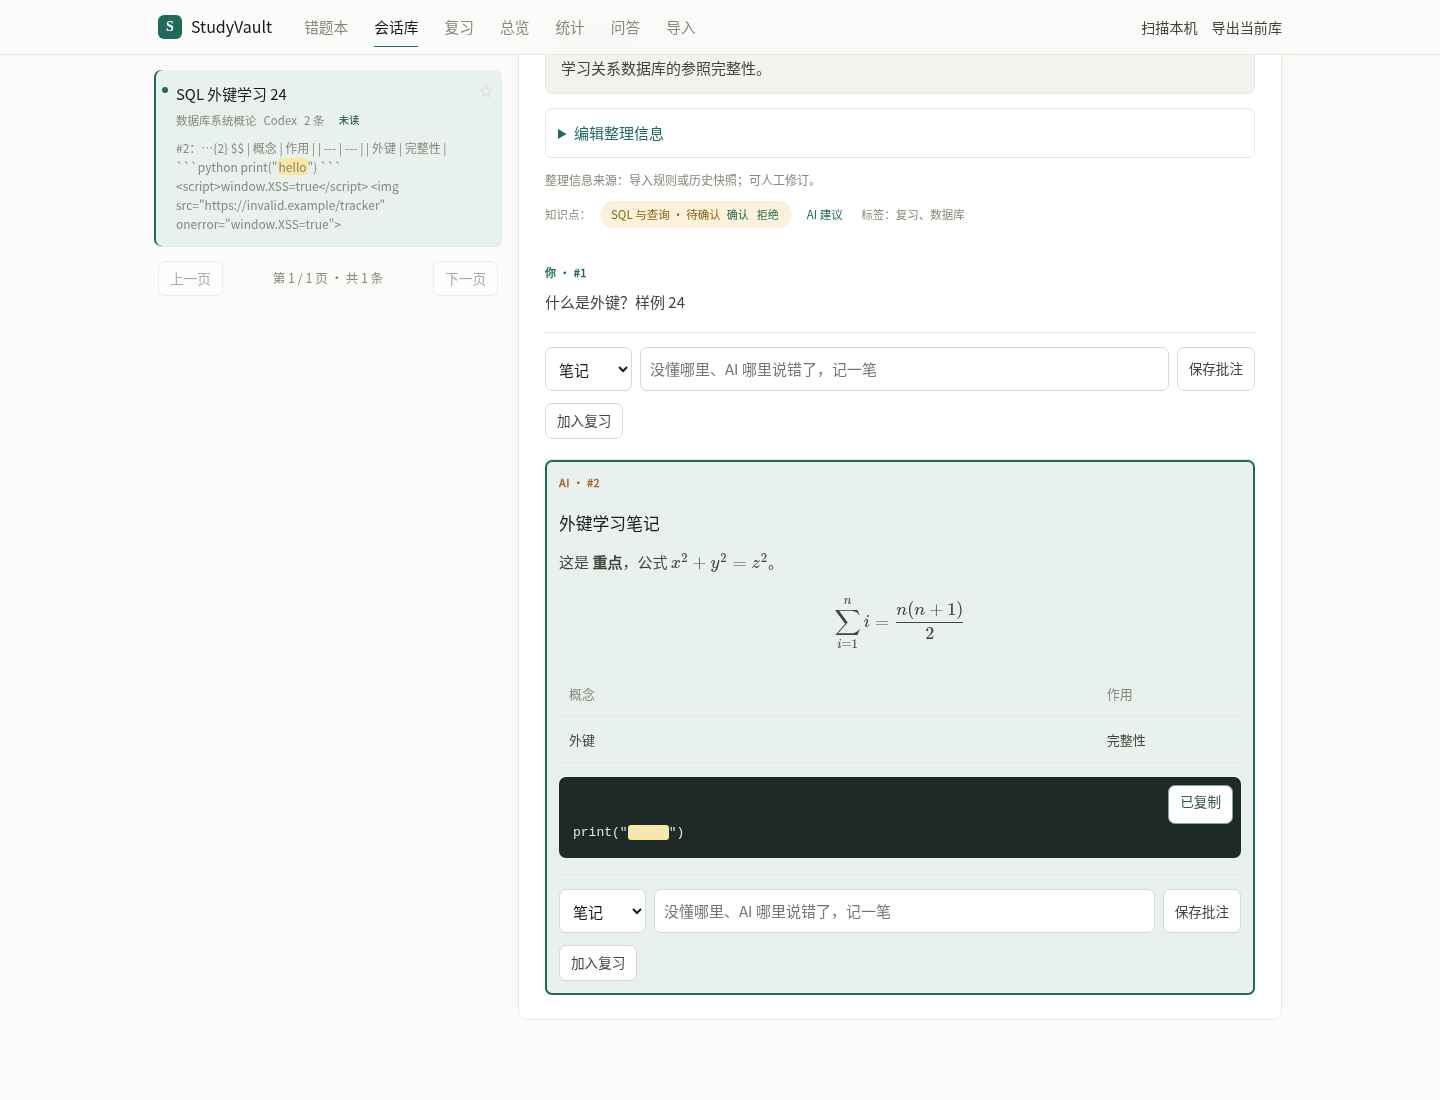 S StudyVault 错题本 会话库 复习 总览 统计 问答 导入 扫描本机 导出当前库
SQL 外键学习 24 ☆
数据库系统概论 Codex 2 条 未读
#2：…{2} $$ | 概念 | 作用 | | --- | --- | | 外键 | 完整性 |
```python print("hello") ```
<script>window.XSS=true</script> <img
src="https://invalid.example/tracker"
onerror="window.XSS=true">
上一页 第 1 / 1 页 · 共 1 条 下一页
学习关系数据库的参照完整性。
▶ 编辑整理信息
整理信息来源：导入规则或历史快照；可人工修订。
知识点： SQL 与查询 · 待确认 确认 拒绝 AI 建议 标签：复习、数据库
你 · #1
什么是外键？样例 24
笔记 没懂哪里、AI 哪里说错了，记一笔 保存批注
加入复习
AI · #2
外键学习笔记
这是 重点，公式 x² + y² = z²。
∑_{i=1}^{n} i = n(n + 1)/2
概念 作用
外键 完整性
已复制
print("")
笔记 没懂哪里、AI 哪里说错了，记一笔 保存批注
加入复习